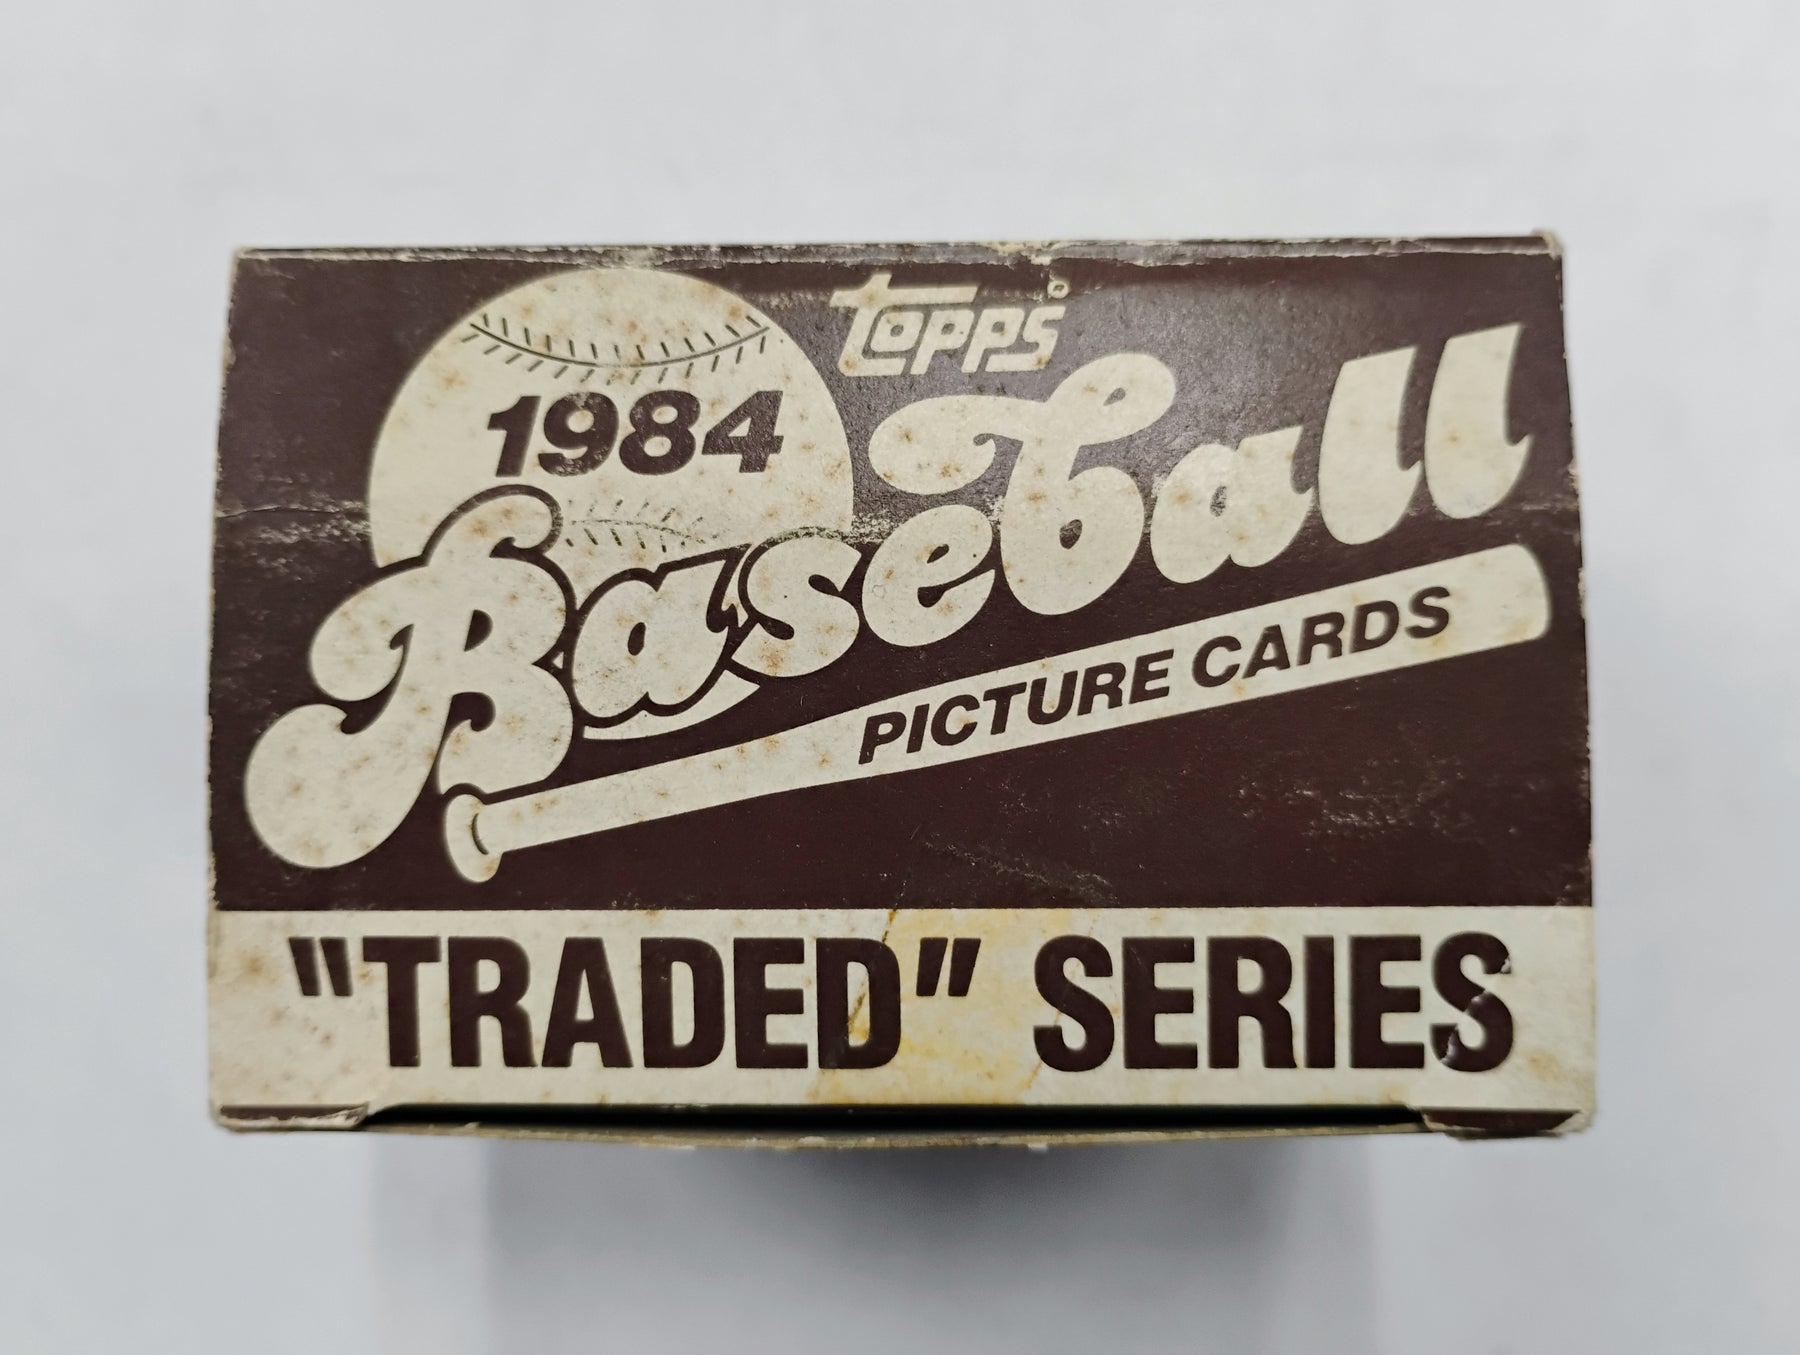 topps
1984
Baseball
PICTURE CARDS
"TRADED" SERIES